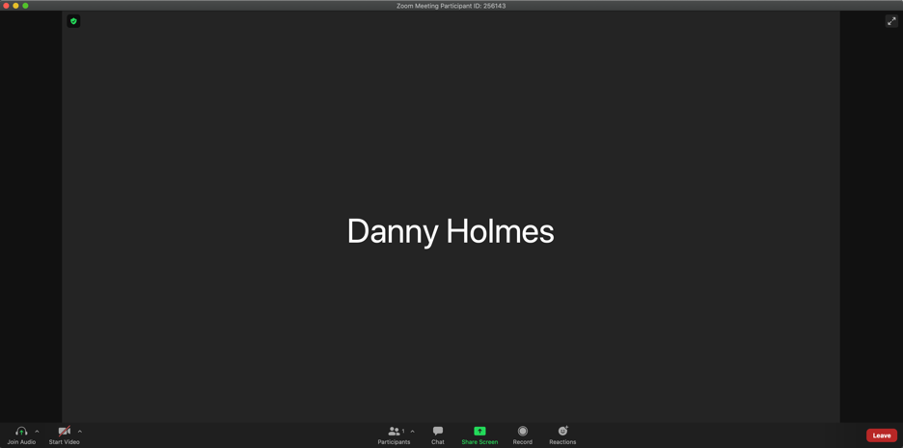 Zoom Meeting Participant ID: 256143
Danny Holmes
Join Audio
Start Video
Participants
1
Chat
Share Screen
Record
Reactions
Leave